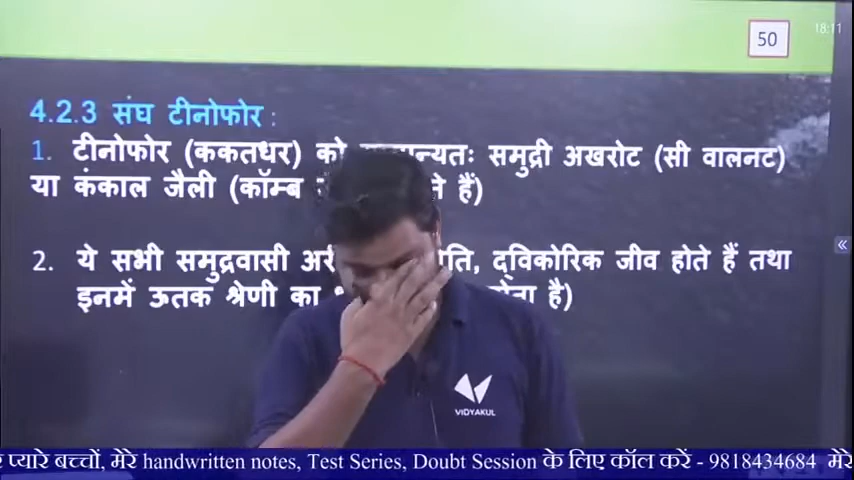 18:11
50
4.2.3 संघ टीनोफोर :
1. टीनोफोर (ककतधर) को समुद्री अखरोट (सी वालनट)
या कंकाल जैली (कॉम्ब हैं)
2. ये सभी समुद्रवासी द्विकोरिक जीव होते हैं तथा
इनमें ऊतक श्रेणी का होता है)
VIDYAKUL
प्यारे बच्चों, मेरे handwritten notes, Test Series, Doubt Session के लिए कॉल करें - 9818434684 मेरे